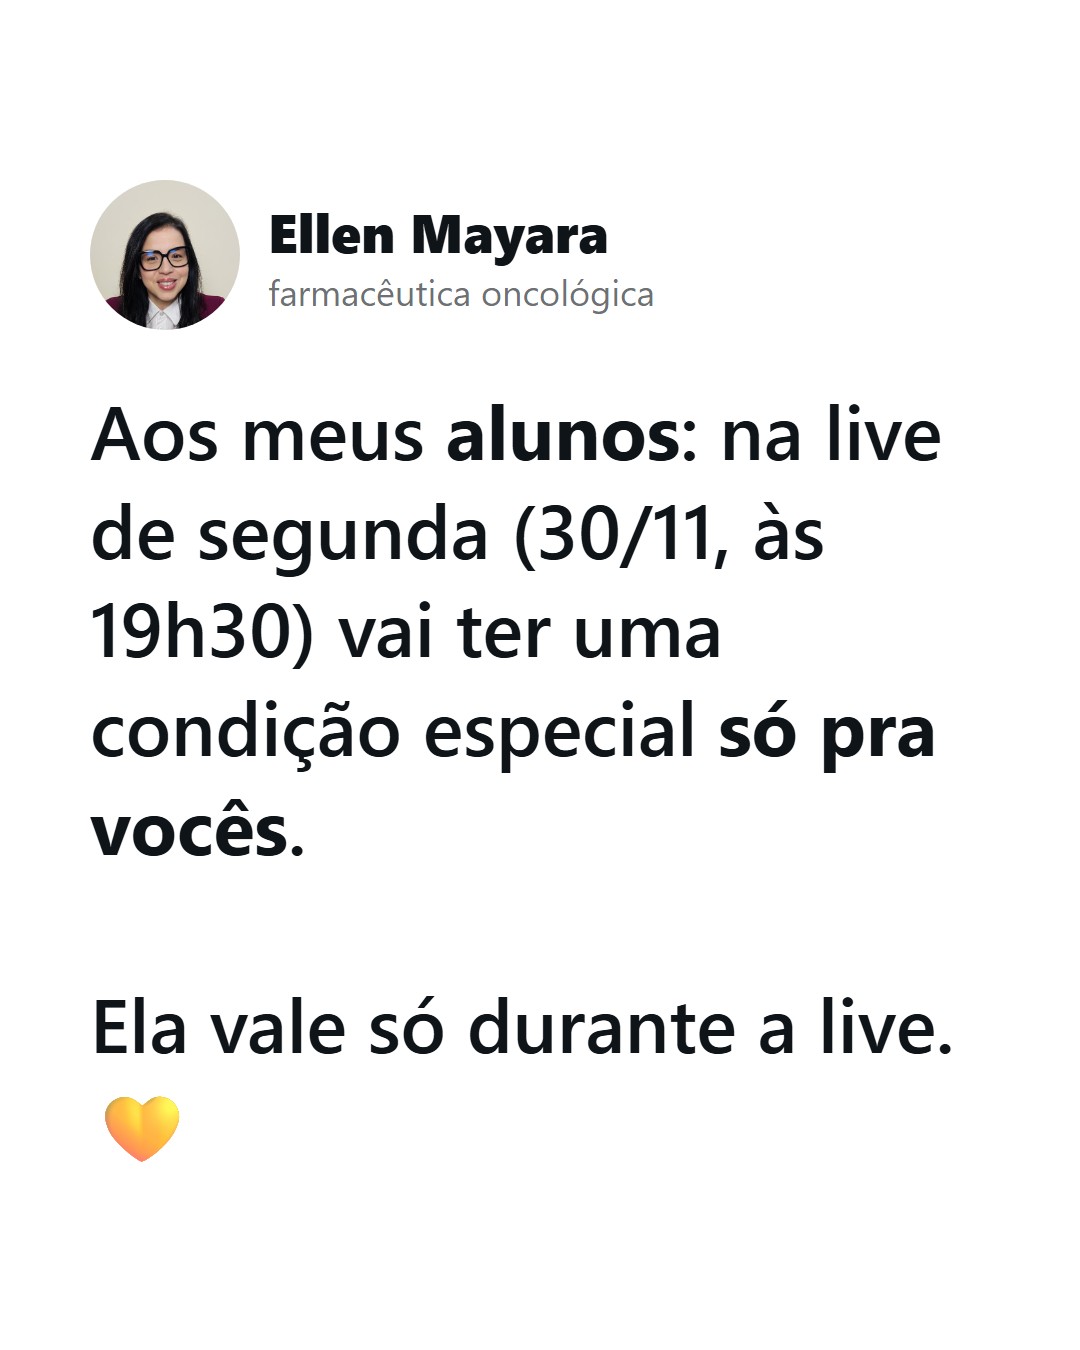 Ellen Mayara
farmacêutica oncológica
Aos meus alunos: na live
de segunda (30/11, às
19h30) vai ter uma
condição especial só pra
vocês.
Ela vale só durante a live.
💛